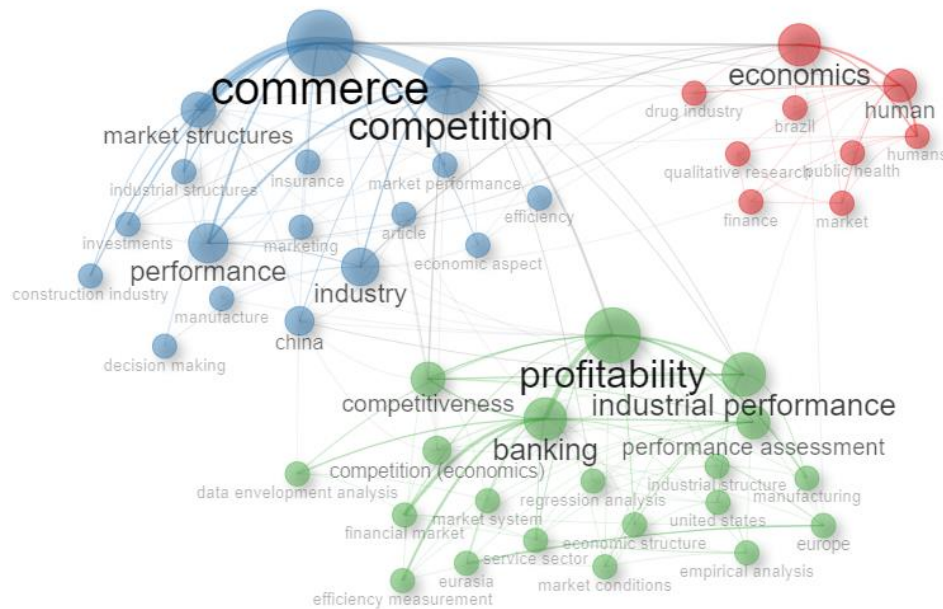 commerce
economics
drug industry
human
market structures
competition
brazil
humans
industrial structures
insurance
market performance
qualitative research
public health
efficiency
finance
market
investments
marketing
article
economic aspect
performance
construction industry
industry
manufacture
china
decision making
profitability
competitiveness
industrial performance
banking
performance assessment
competition (economics)
data envelopment analysis
industrial structure
regression analysis
manufacturing
market system
united states
financial market
economic structure
europe
service sector
eurasia
market conditions
empirical analysis
efficiency measurement